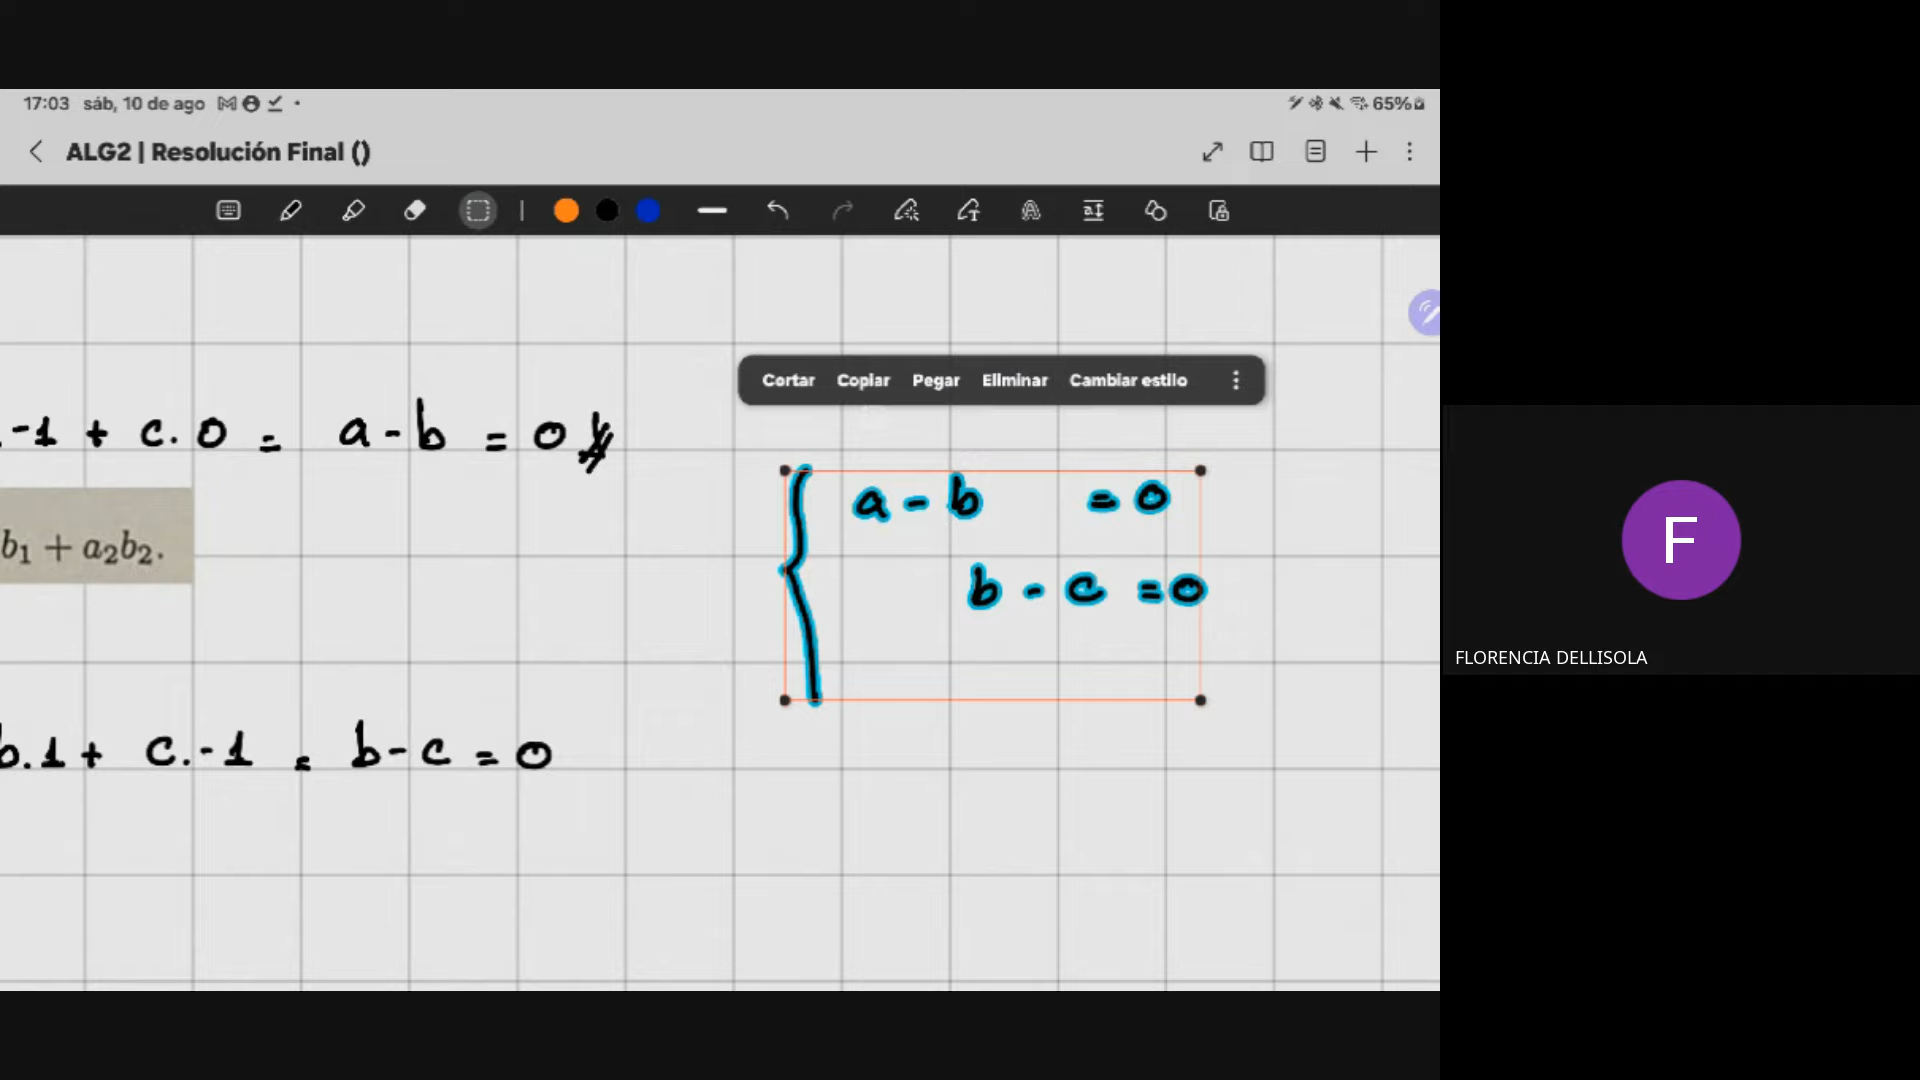 17:03 sáb, 10 de ago
65%
ALG2 | Resolución Final ()
Cortar Copiar Pegar Eliminar Cambiar estilo
-1 + c. 0 = a - b = 0
a - b = 0
b₁ + a₂b₂.
b - c = 0
b.1 + c.-1 = b - c = 0
F
FLORENCIA DELLISOLA